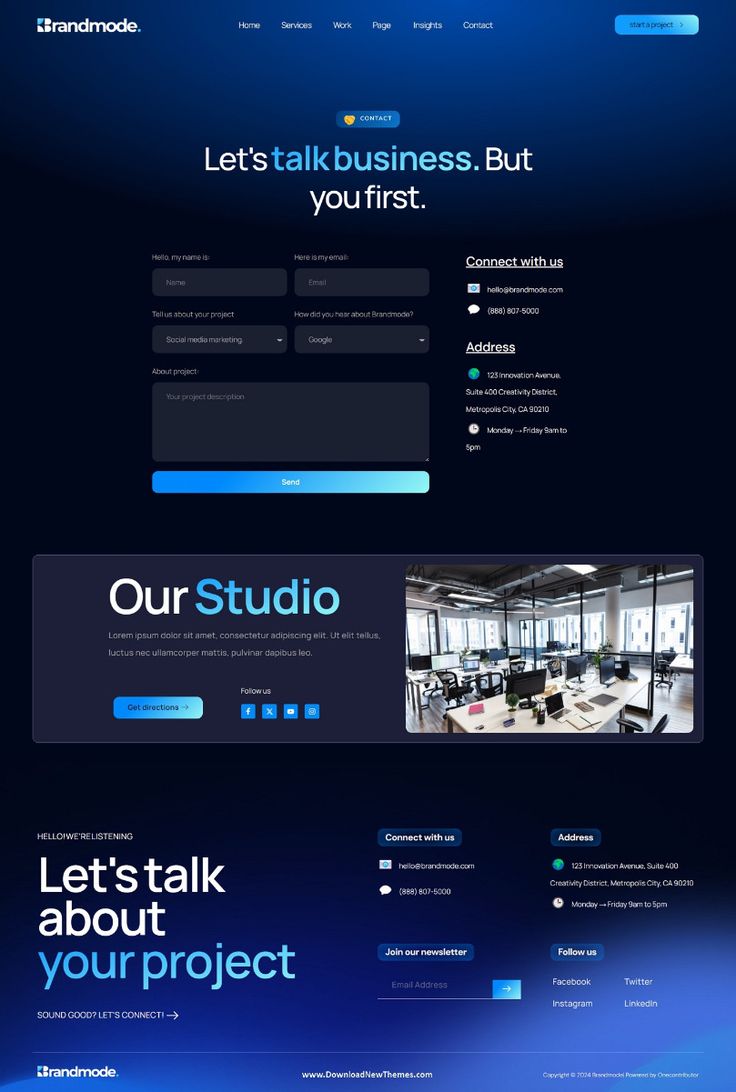 Brandmode.
Home Services Work Page Insights Contact
start a project
CONTACT
Let's talk business. But
you first.
Hello, my name is:
Here is my email:
Name
Email
Tell us about your project
How did you hear about Brandmode?
Social media marketing.
Google
About project:
Your project description
Send
Connect with us
hello@brandmode.com
(888) 807-5000
Address
123 Innovation Avenue,
Suite 400 Creativity District,
Metropolis City, CA 90210
Monday → Friday 9am to
5pm
Our Studio
Lorem ipsum dolor sit amet, consectetur adipiscing elit. Ut elit tellus,
luctus nec ullamcorper mattis, pulvinar dapibus leo.
Get directions →
Follow us
HELLO! WE'RE LISTENING
Let's talk
about
your project
SOUND GOOD? LET'S CONNECT! →
Connect with us
hello@brandmode.com
(888) 807-5000
Address
123 Innovation Avenue, Suite 400
Creativity District, Metropolis City, CA 90210
Monday → Friday 9am to 5pm
Join our newsletter
Email Address
Follow us
Facebook Twitter
Instagram LinkedIn
Brandmode.
www.DownloadNewThemes.com
Copyright © 2024 Brandmode| Powered by Onecontributor